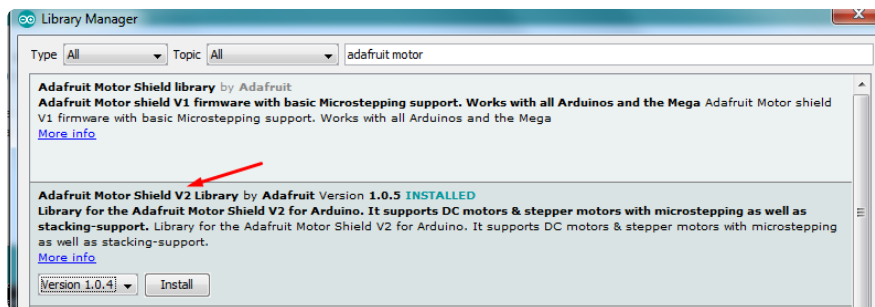 Library Manager
Type All Topic All adafruit motor
Adafruit Motor Shield library by Adafruit
Adafruit Motor shield V1 firmware with basic Microstepping support. Works with all Arduinos and the Mega Adafruit Motor shield
V1 firmware with basic Microstepping support. Works with all Arduinos and the Mega
More info
Adafruit Motor Shield V2 Library by Adafruit Version 1.0.5 INSTALLED
Library for the Adafruit Motor Shield V2 for Arduino. It supports DC motors & stepper motors with microstepping as well as
stacking-support. Library for the Adafruit Motor Shield V2 for Arduino. It supports DC motors & stepper motors with microstepping
as well as stacking-support.
More info
Version 1.0.4 Install